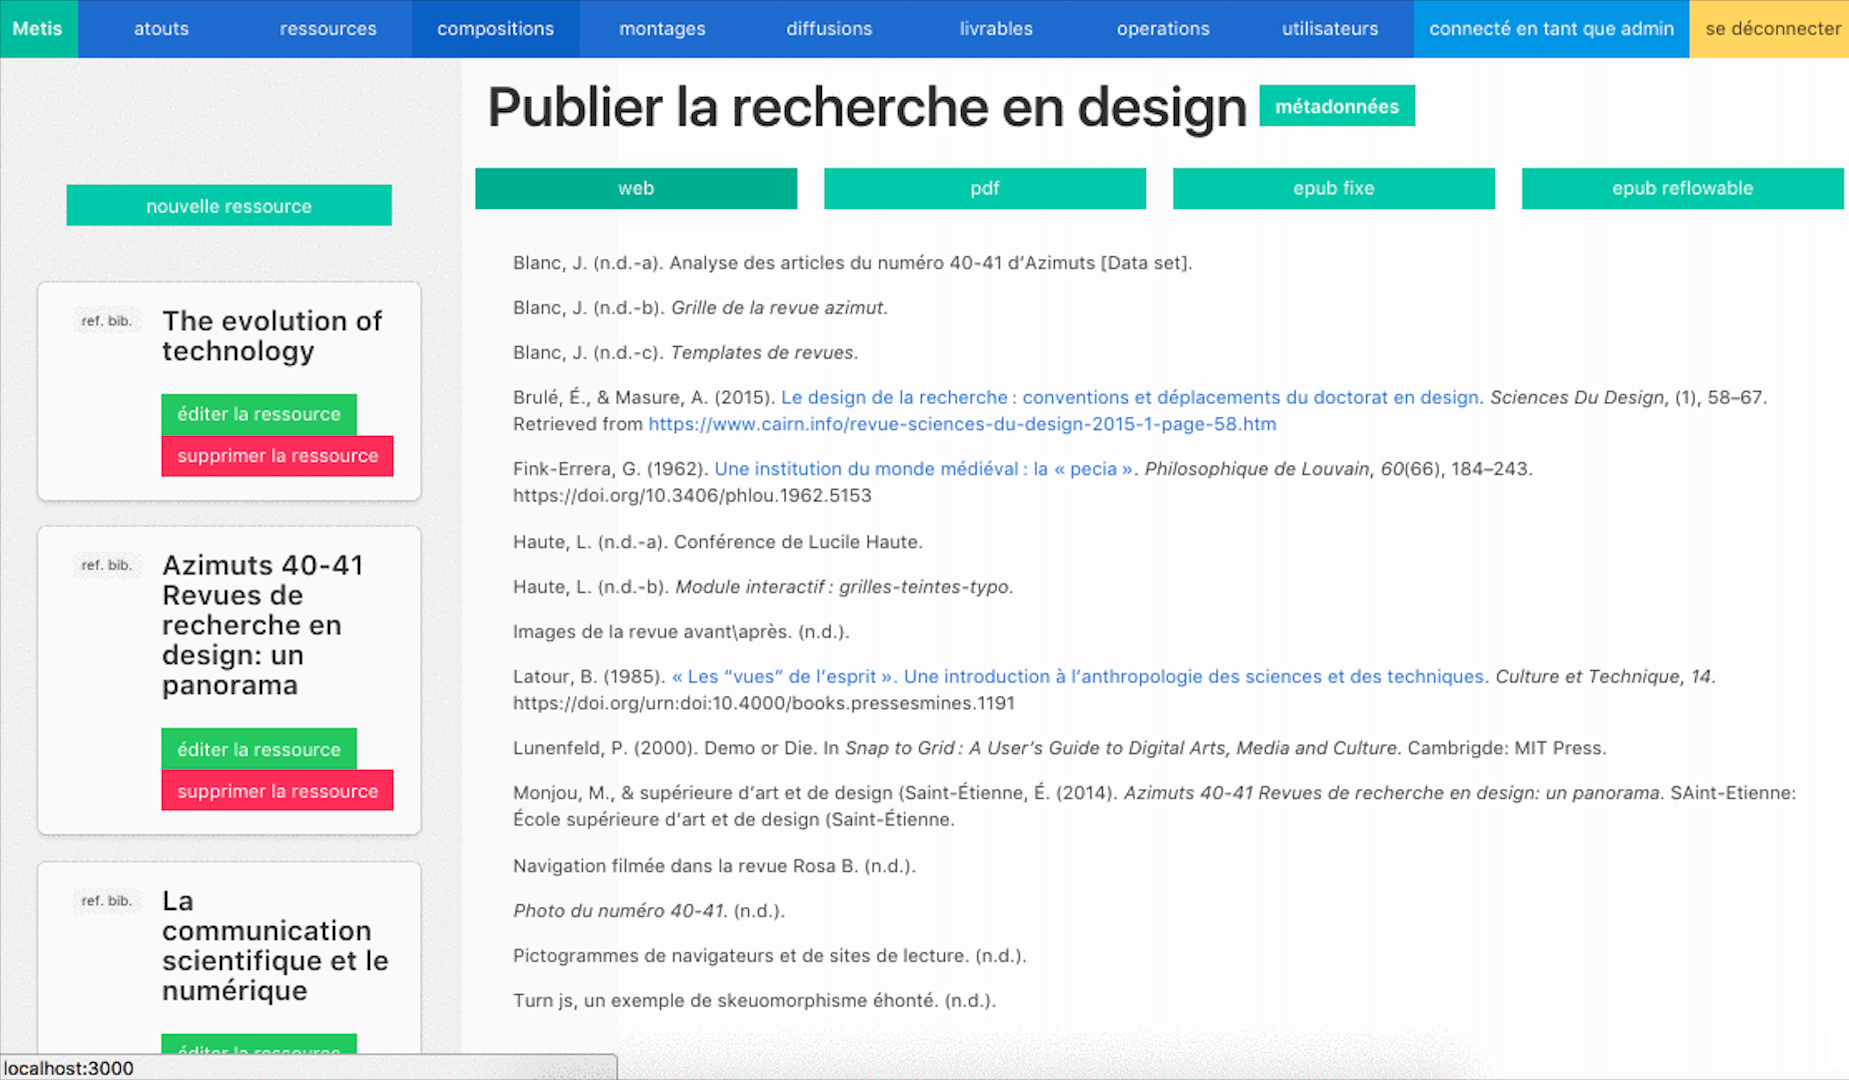 Metis atouts ressources compositions montages diffusions livrables operations utilisateurs connecté en tant que admin se déconnecter
Publier la recherche en design métadonnées
web pdf epub fixe epub reflowable
nouvelle ressource
ref. bib. The evolution of
technology
éditer la ressource
supprimer la ressource
ref. bib. Azimuts 40-41
Revues de
recherche en
design: un
panorama
éditer la ressource
supprimer la ressource
ref. bib. La
communication
scientifique et le
numérique
éditer la ressource
Blanc, J. (n.d.-a). Analyse des articles du numéro 40-41 d’Azimuts [Data set].
Blanc, J. (n.d.-b). Grille de la revue azimut.
Blanc, J. (n.d.-c). Templates de revues.
Brulé, É., & Masure, A. (2015). Le design de la recherche : conventions et déplacements du doctorat en design. Sciences Du Design, (1), 58–67.
Retrieved from https://www.cairn.info/revue-sciences-du-design-2015-1-page-58.htm
Fink-Errera, G. (1962). Une institution du monde médiéval : la « pecia ». Philosophique de Louvain, 60(66), 184–243.
https://doi.org/10.3406/phlou.1962.5153
Haute, L. (n.d.-a). Conférence de Lucile Haute.
Haute, L. (n.d.-b). Module interactif : grilles-teintes-typo.
Images de la revue avant\après. (n.d.).
Latour, B. (1985). « Les “vues” de l’esprit ». Une introduction à l’anthropologie des sciences et des techniques. Culture et Technique, 14.
https://doi.org/urn:doi:10.4000/books.pressesmines.1191
Lunenfeld, P. (2000). Demo or Die. In Snap to Grid : A User’s Guide to Digital Arts, Media and Culture. Cambrigde: MIT Press.
Monjou, M., & supérieure d’art et de design (Saint-Étienne, É. (2014). Azimuts 40-41 Revues de recherche en design: un panorama. SAint-Etienne:
École supérieure d’art et de design (Saint-Étienne.
Navigation filmée dans la revue Rosa B. (n.d.).
Photo du numéro 40-41. (n.d.).
Pictogrammes de navigateurs et de sites de lecture. (n.d.).
Turn js, un exemple de skeuomorphisme éhonté. (n.d.).
localhost:3000